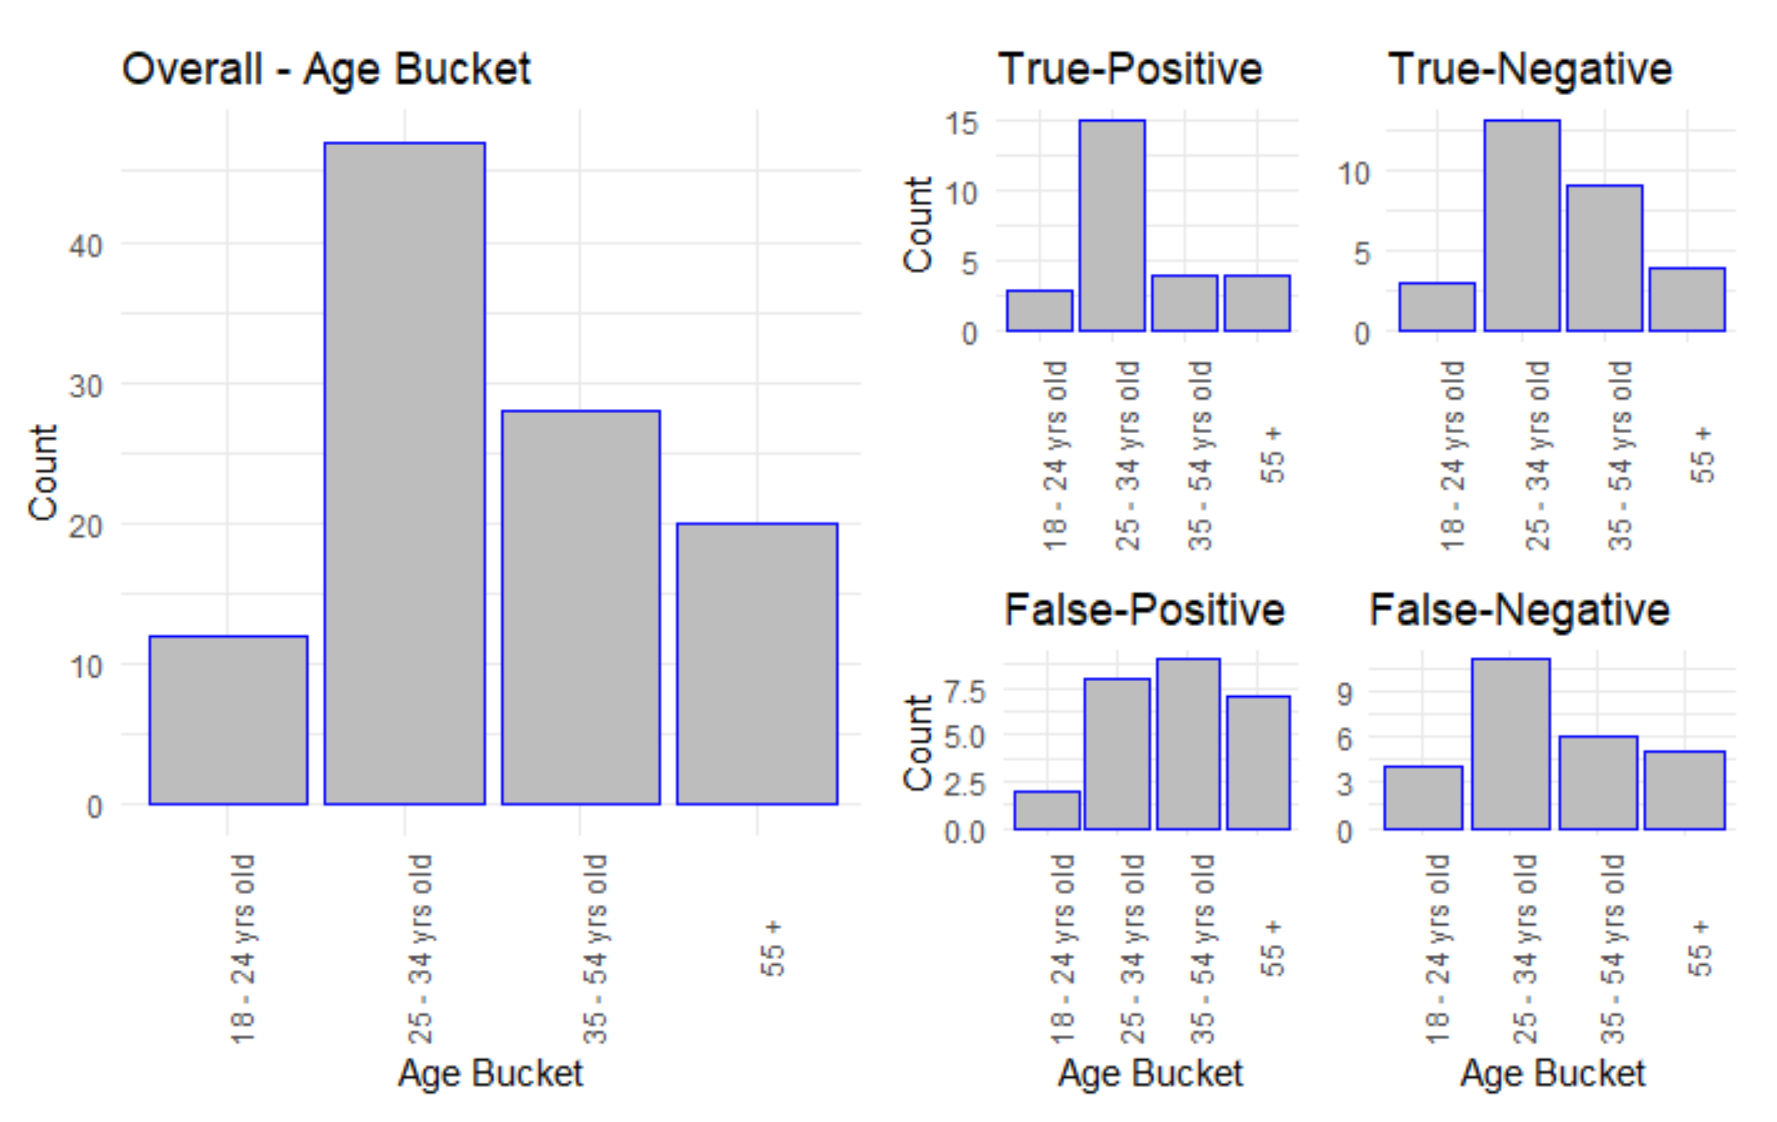 Overall - Age Bucket
Count
40
30
20
10
0
18 - 24 yrs old
25 - 34 yrs old
35 - 54 yrs old
55 +
Age Bucket
True-Positive
Count
15
10
5
0
18 - 24 yrs old
25 - 34 yrs old
35 - 54 yrs old
55 +
True-Negative
10
5
0
18 - 24 yrs old
25 - 34 yrs old
35 - 54 yrs old
55 +
False-Positive
Count
7.5
5.0
2.5
0.0
18 - 24 yrs old
25 - 34 yrs old
35 - 54 yrs old
55 +
Age Bucket
False-Negative
9
6
3
0
18 - 24 yrs old
25 - 34 yrs old
35 - 54 yrs old
55 +
Age Bucket